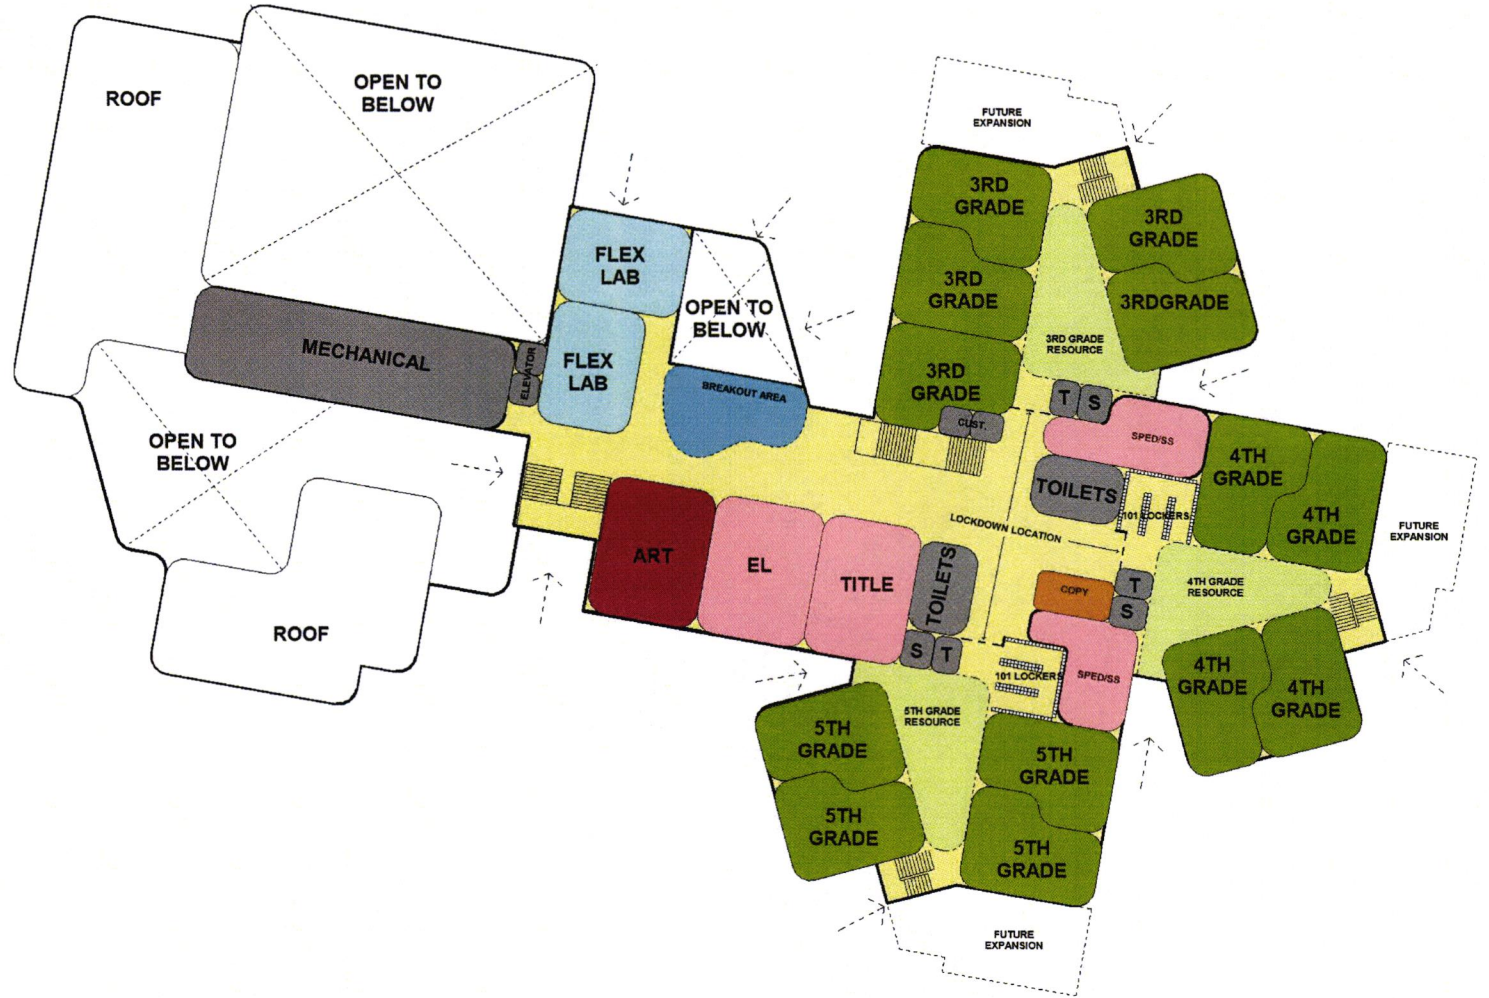 ROOF
OPEN TO
BELOW
FUTURE
EXPANSION
3RD
GRADE
3RD
GRADE
FLEX
LAB
3RD
GRADE
3RDGRADE
OPEN TO
BELOW
3RD GRADE
RESOURCE
MECHANICAL
ELEVATOR
FLEX
LAB
BREAKOUT AREA
3RD
GRADE
T
S
CUST.
SPED/SS
OPEN TO
BELOW
4TH
GRADE
4TH
GRADE
TOILETS
101 LOCKERS
FUTURE
EXPANSION
LOCKDOWN LOCATION
ART
EL
TITLE
TOILETS
COPY
T
S
4TH GRADE
RESOURCE
ROOF
S
T
101 LOCKERS
SPED/SS
4TH
GRADE
4TH
GRADE
5TH GRADE
RESOURCE
5TH
GRADE
5TH
GRADE
5TH
GRADE
5TH
GRADE
FUTURE
EXPANSION